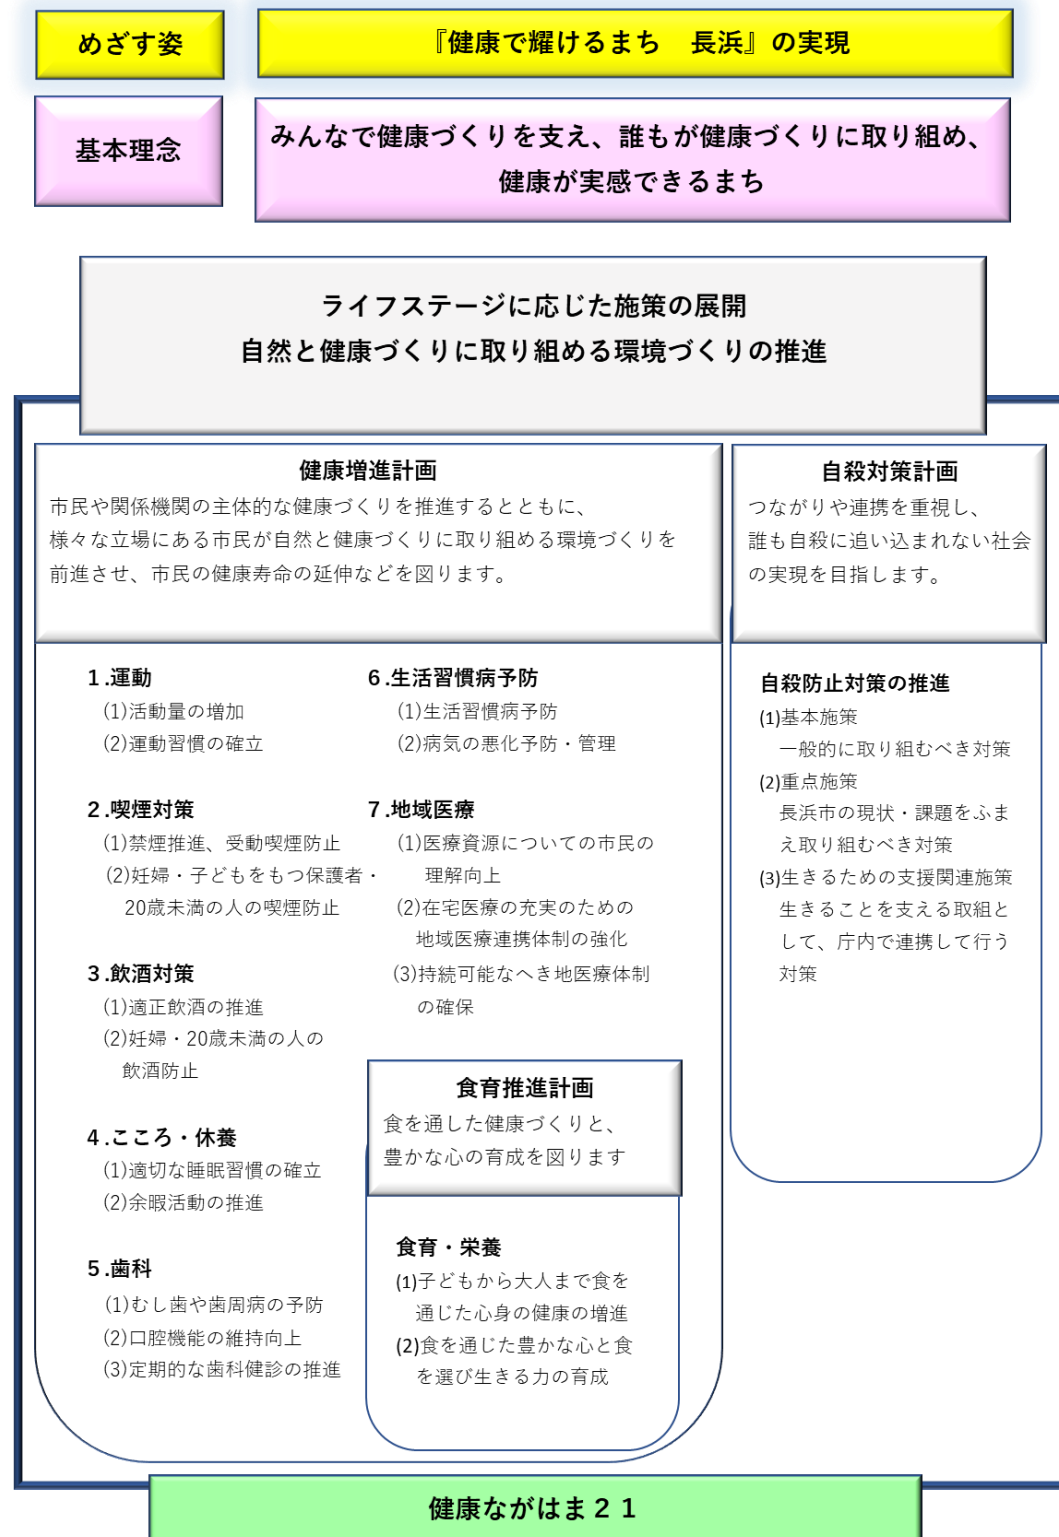 めざす姿
『健康で耀けるまち　長浜』の実現
基本理念
みんなで健康づくりを支え、誰もが健康づくりに取り組め、
健康が実感できるまち
ライフステージに応じた施策の展開
自然と健康づくりに取り組める環境づくりの推進
健康増進計画
市民や関係機関の主体的な健康づくりを推進するとともに、
様々な立場にある市民が自然と健康づくりに取り組める環境づくりを
前進させ、市民の健康寿命の延伸などを図ります。
1.運動
(1)活動量の増加
(2)運動習慣の確立
2.喫煙対策
(1)禁煙推進、受動喫煙防止
(2)妊婦・子どもをもつ保護者・
20歳未満の人の喫煙防止
3.飲酒対策
(1)適正飲酒の推進
(2)妊婦・20歳未満の人の
飲酒防止
4.こころ・休養
(1)適切な睡眠習慣の確立
(2)余暇活動の推進
5.歯科
(1)むし歯や歯周病の予防
(2)口腔機能の維持向上
(3)定期的な歯科健診の推進
6.生活習慣病予防
(1)生活習慣病予防
(2)病気の悪化予防・管理
7.地域医療
(1)医療資源についての市民の
理解向上
(2)在宅医療の充実のための
地域医療連携体制の強化
(3)持続可能なへき地医療体制
の確保
食育推進計画
食を通した健康づくりと、
豊かな心の育成を図ります
食育・栄養
(1)子どもから大人まで食を
通じた心身の健康の増進
(2)食を通じた豊かな心と食
を選び生きる力の育成
自殺対策計画
つながりや連携を重視し、
誰も自殺に追い込まれない社会
の実現を目指します。
自殺防止対策の推進
(1)基本施策
一般的に取り組むべき対策
(2)重点施策
長浜市の現状・課題をふま
え取り組むべき対策
(3)生きるための支援関連施策
生きることを支える取組と
して、庁内で連携して行う
対策
健康ながはま２１